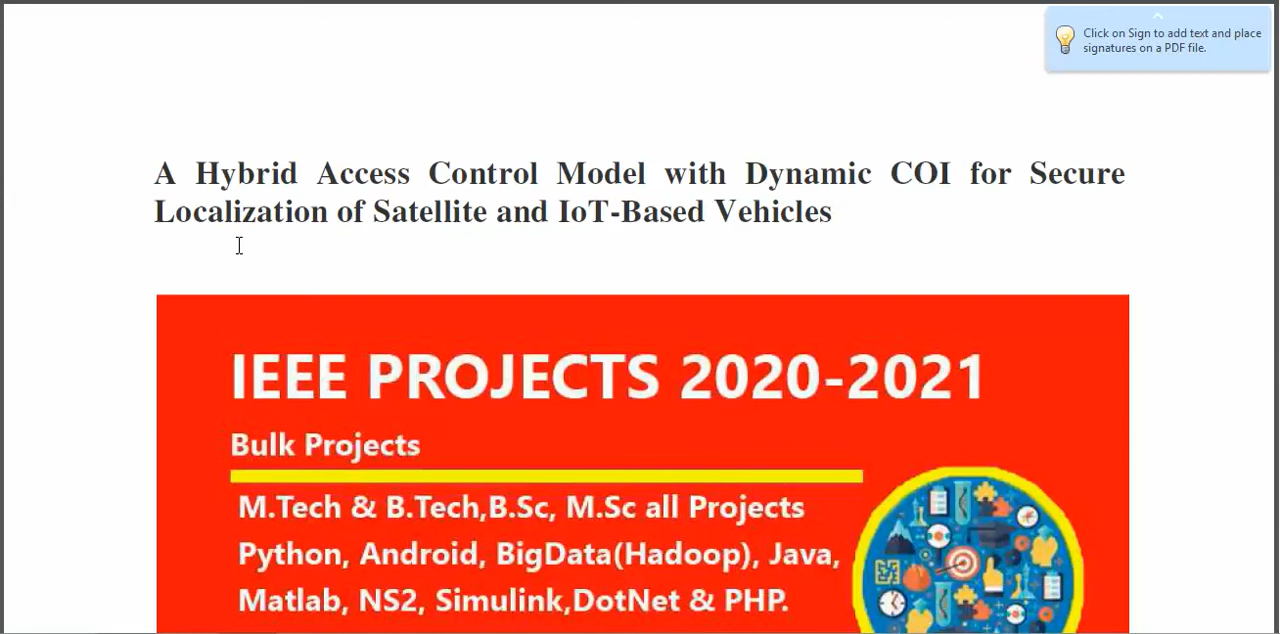 Click on Sign to add text and place
signatures on a PDF file.
A Hybrid Access Control Model with Dynamic COI for Secure
Localization of Satellite and IoT-Based Vehicles
IEEE PROJECTS 2020-2021
Bulk Projects
M.Tech & B.Tech,B.Sc, M.Sc all Projects
Python, Android, BigData(Hadoop), Java,
Matlab, NS2, Simulink,DotNet & PHP.